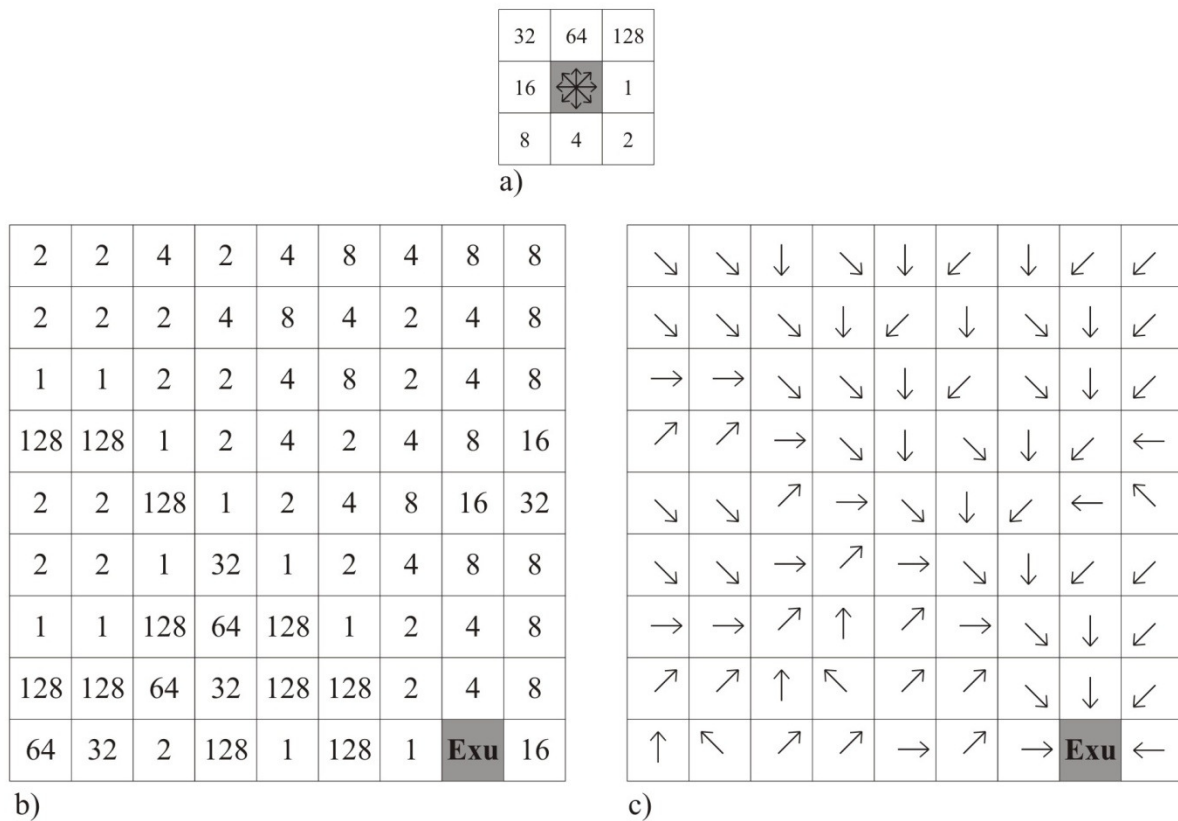 32 64 128
16 1
8 4 2
a)
2 2 4 2 4 8 4 8 8
2 2 2 4 8 4 2 4 8
1 1 2 2 4 8 2 4 8
128 128 1 2 4 2 4 8 16
2 2 128 1 2 4 8 16 32
2 2 1 32 1 2 4 8 8
1 1 128 64 128 1 2 4 8
128 128 64 32 128 128 2 4 8
64 32 2 128 1 128 1 Exu 16
Exu
b)
c)